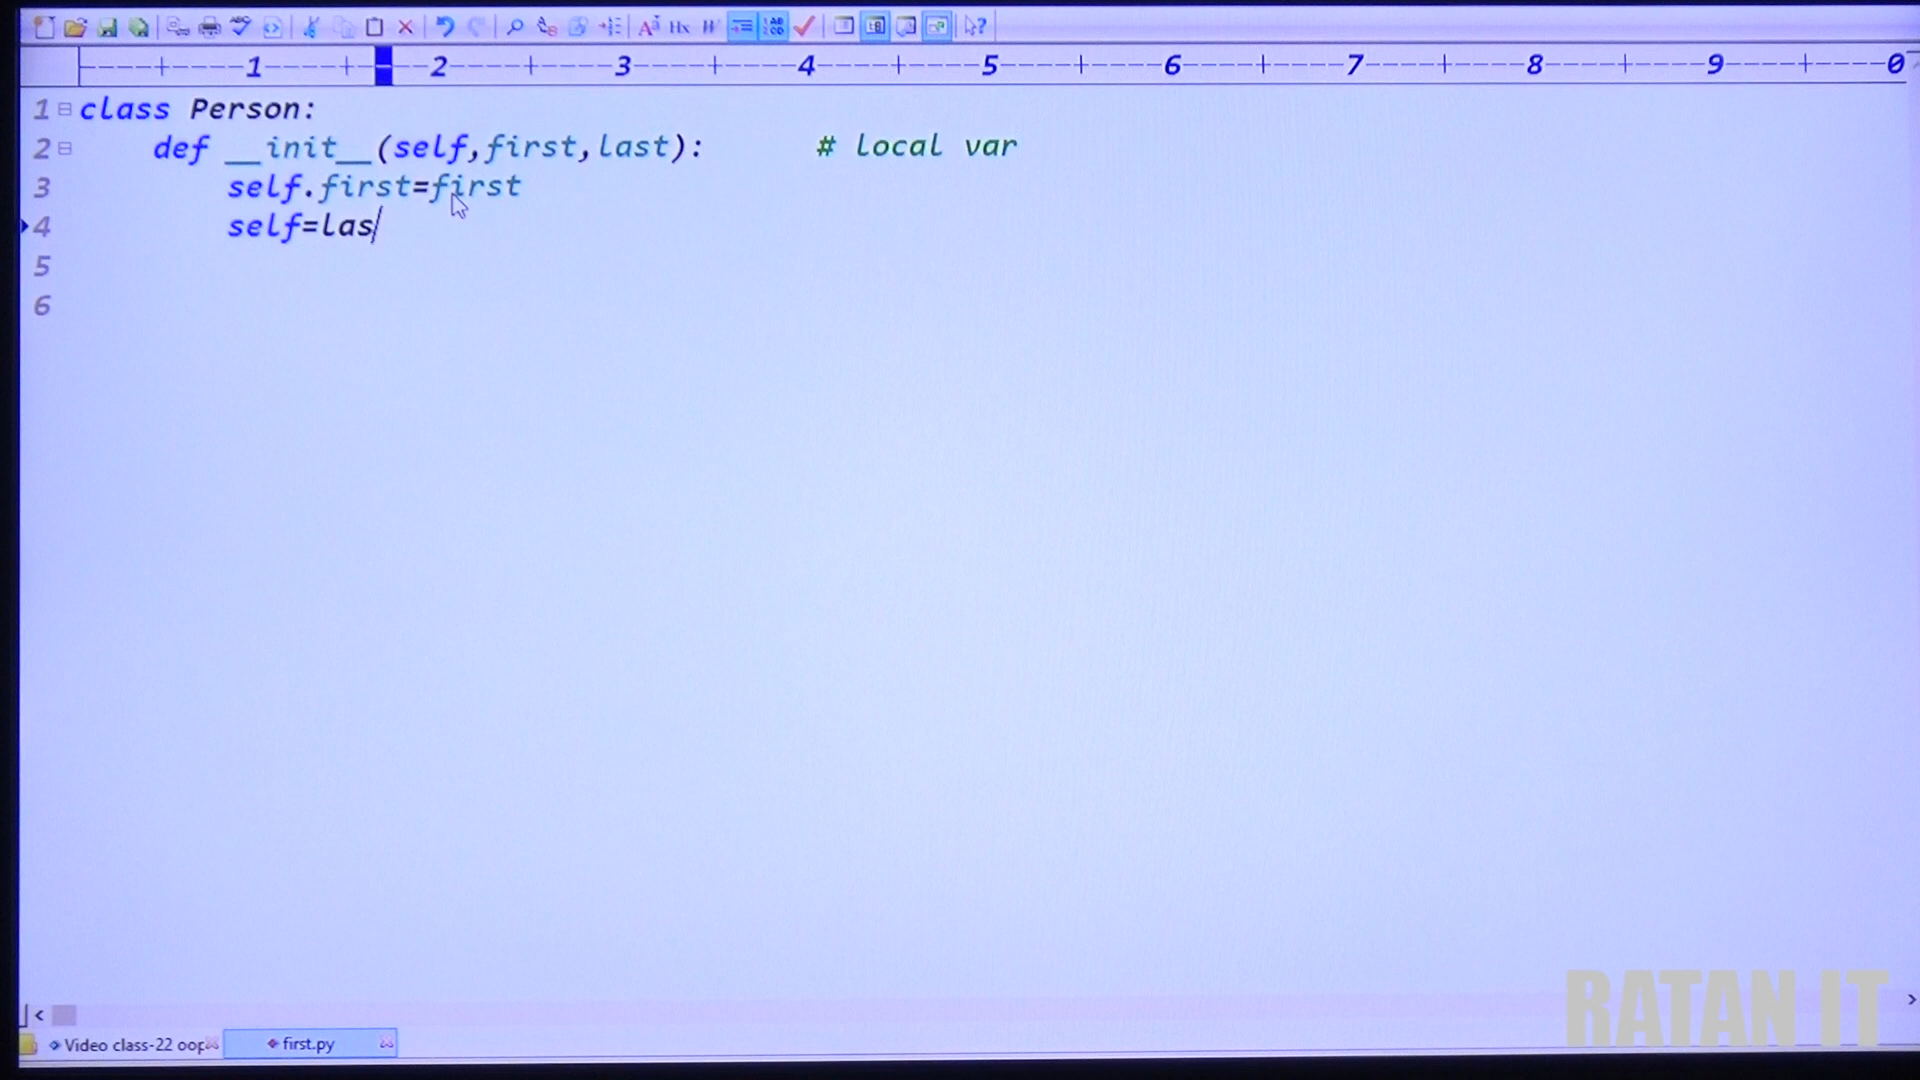 ----+----1----+----2----+----3----+----4----+----5----+----6----+----7----+----8----+----9----+----0
1 class Person:
2 def __init__(self,first,last): # local var
3 self.first=first
4 self=las
5
6
RATAN IT
Video class-22 oop first.py